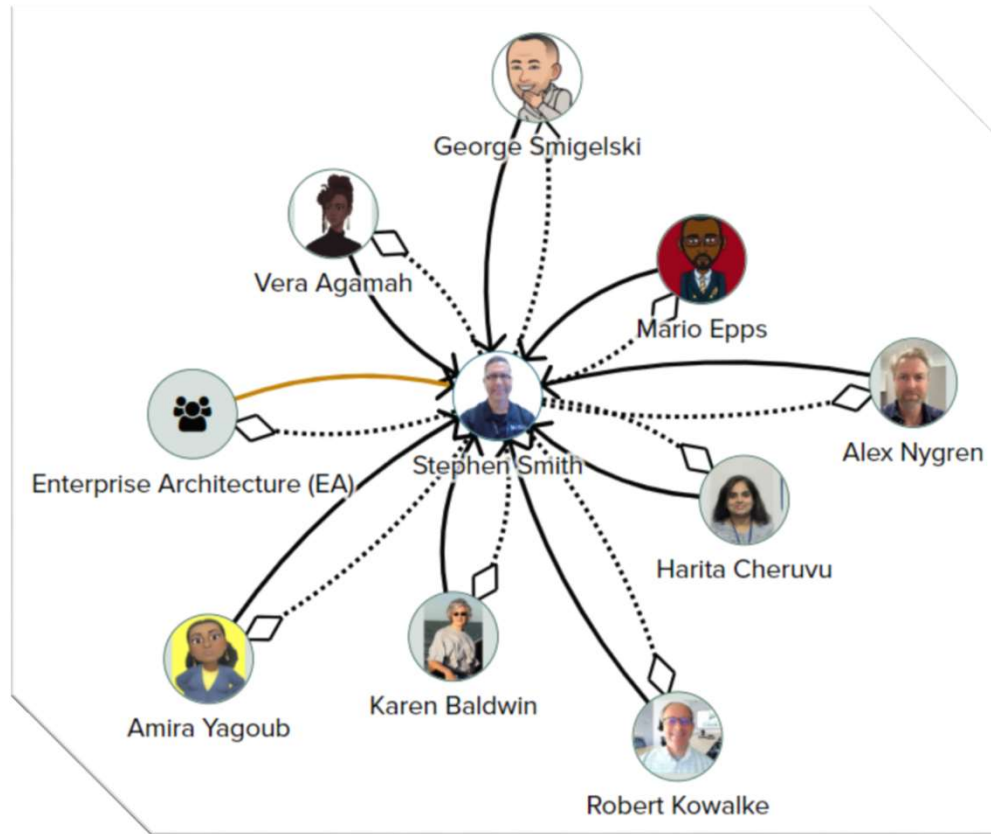 George Smigelski
Vera Agamah
Mario Epps
Alex Nygren
Stephen Smith
Enterprise Architecture (EA)
Harita Cheruvu
Karen Baldwin
Amira Yagoub
Robert Kowalke